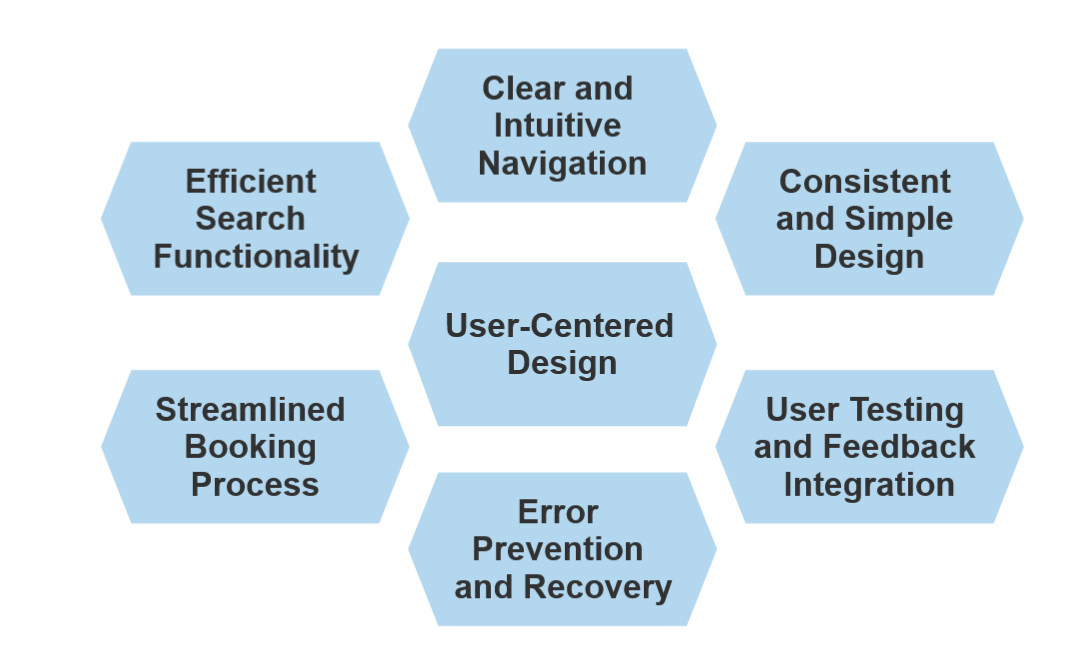 Clear and
Intuitive
Navigation
Efficient
Search
Functionality
Consistent
and Simple
Design
User-Centered
Design
Streamlined
Booking
Process
User Testing
and Feedback
Integration
Error
Prevention
and Recovery